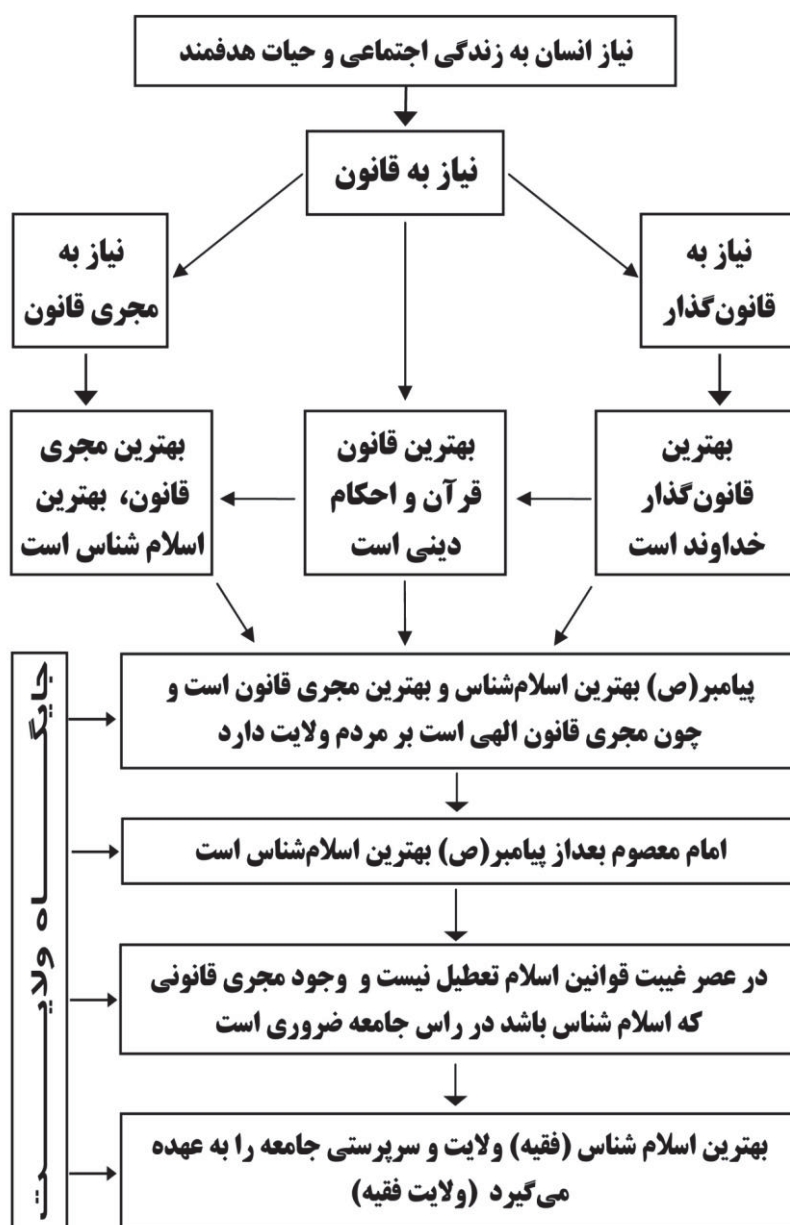 نیاز انسان به زندگی اجتماعی و حیات هدفمند
نیاز به قانون
نیاز به
قانون‌گذار
نیاز به
مجری قانون
بهترین
قانون‌گذار
خداوند است
بهترین قانون
قرآن و احکام
دینی است
بهترین مجری
قانون، بهترین
اسلام شناس است
جایگـــــاه ولایـــــت
پیامبر(ص) بهترین اسلام‌شناس و بهترین مجری قانون است و
چون مجری قانون الهی است بر مردم ولایت دارد
امام معصوم بعداز پیامبر(ص) بهترین اسلام‌شناس است
در عصر غیبت قوانین اسلام تعطیل نیست و وجود مجری قانونی
که اسلام شناس باشد در راس جامعه ضروری است
بهترین اسلام شناس (فقیه) ولایت و سرپرستی جامعه را به عهده
می‌گیرد (ولایت فقیه)